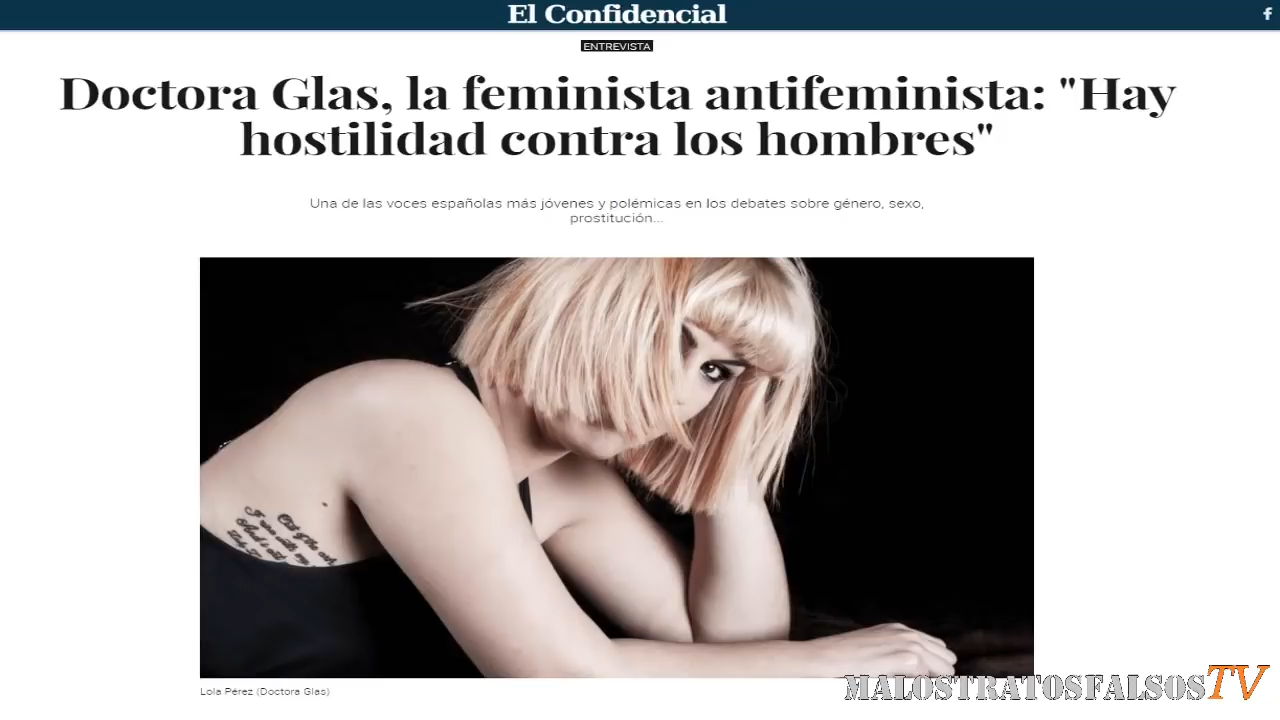 El Confidencial
f
ENTREVISTA
Doctora Glas, la feminista antifeminista: "Hay
hostilidad contra los hombres"
Una de las voces españolas más jóvenes y polémicas en los debates sobre género, sexo,
prostitución...
Lola Pérez (Doctora Glas)
MALOSTRATOSFALSOSTV